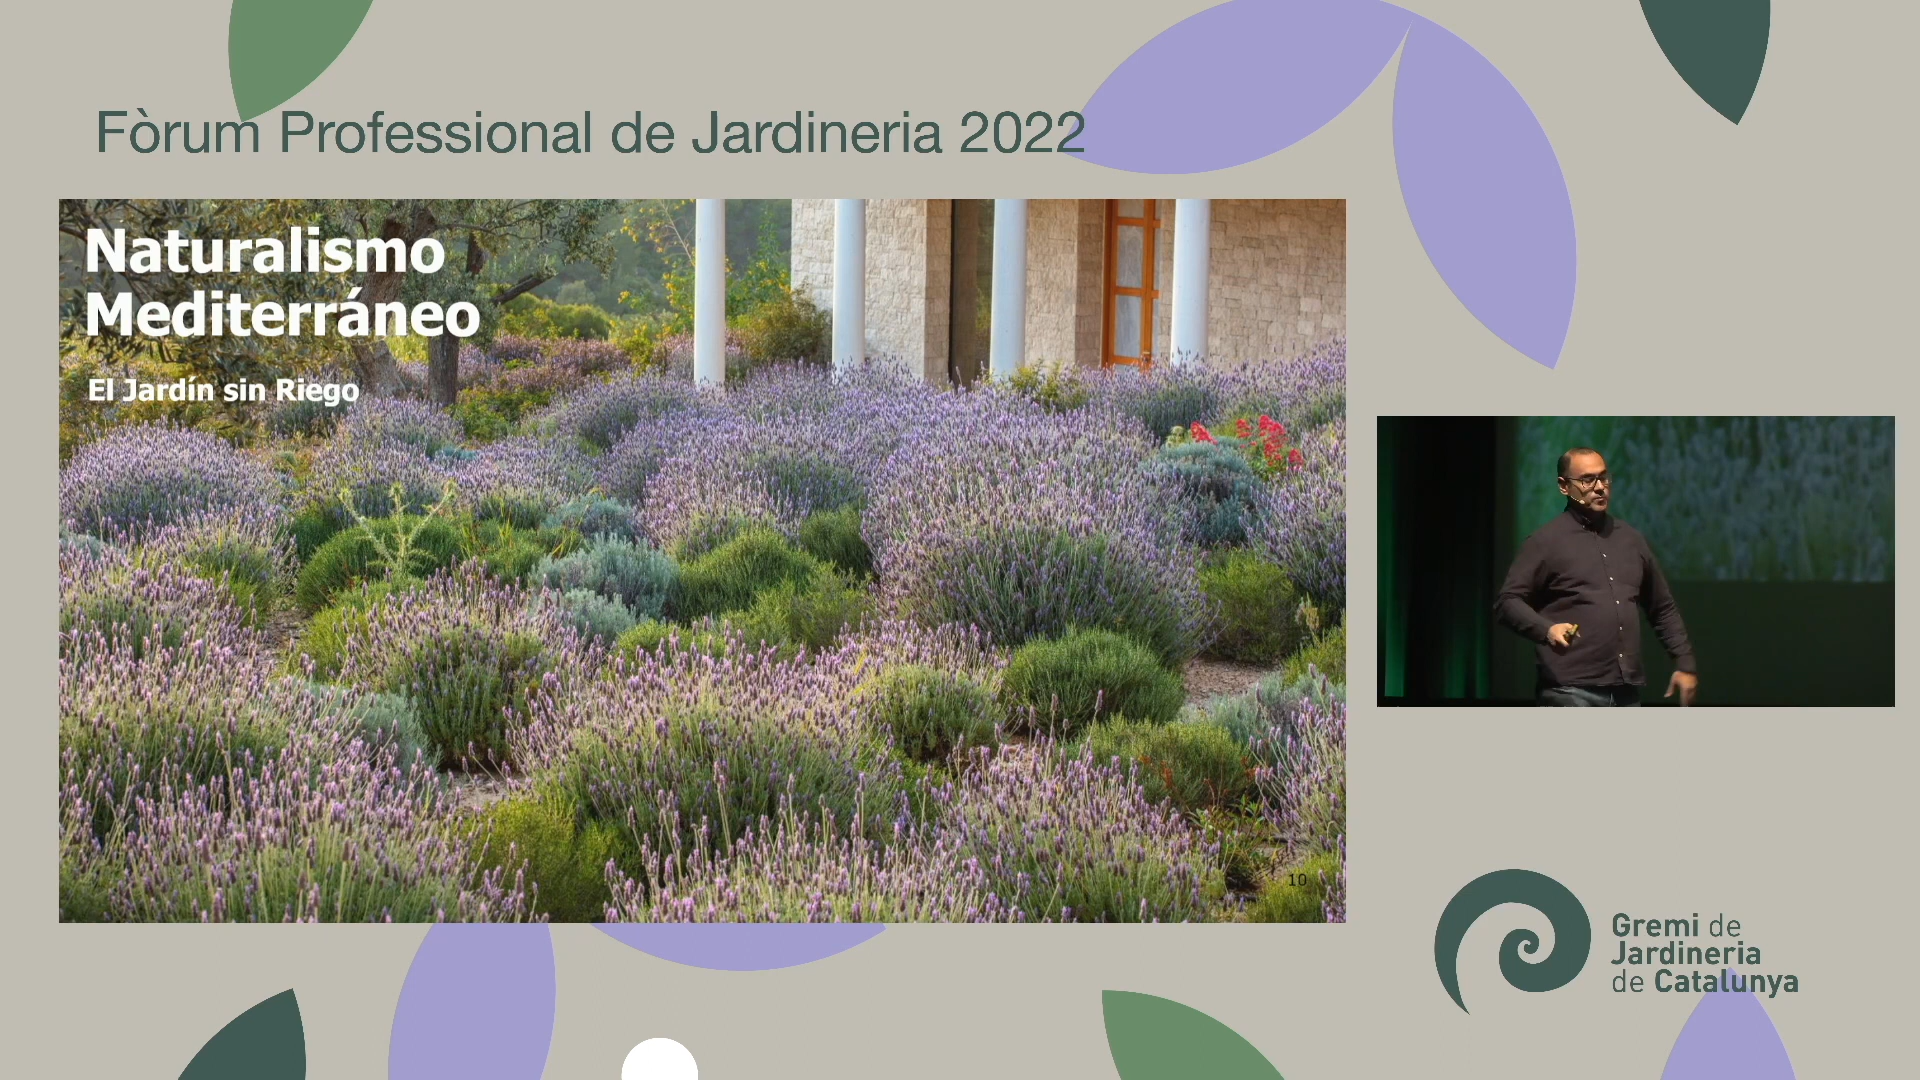 Fòrum Professional de Jardineria 2022
Naturalismo
Mediterráneo
El Jardín sin Riego
10
Gremi de
Jardineria
de Catalunya